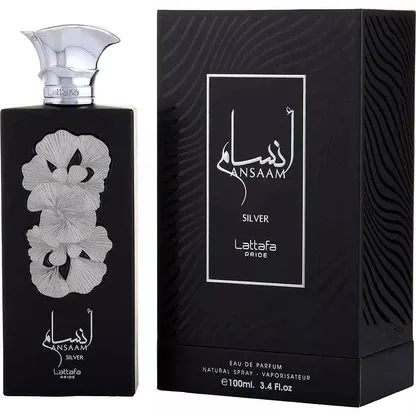 Lattafa
أنسام
ANSAAM
SILVER
Lattafa
PRIDE
أنسام
ANSAAM
SILVER
Lattafa
PRIDE
EAU DE PARFUM
NATURAL SPRAY - VAPORISATEUR
℮100ml. 3.4 fl.Oz